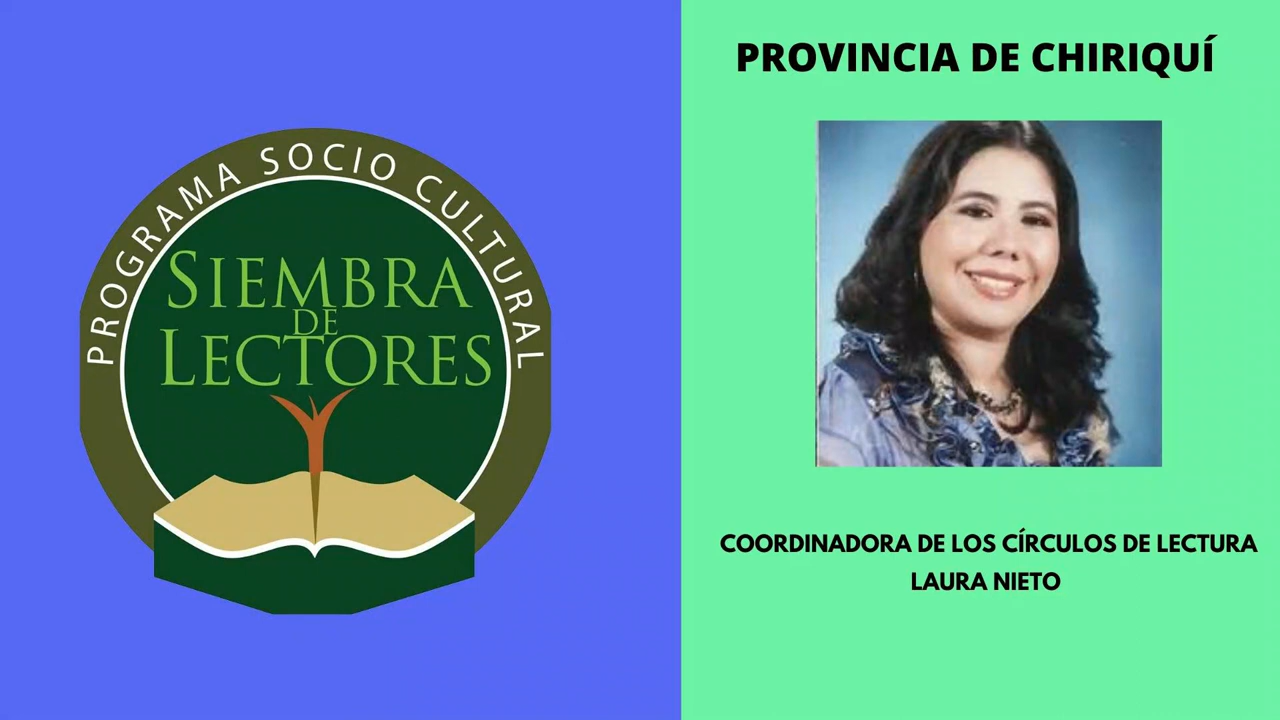 PROGRAMA SOCIO CULTURAL
SIEMBRA
DE
LECTORES
PROVINCIA DE CHIRIQUÍ
COORDINADORA DE LOS CÍRCULOS DE LECTURA
LAURA NIETO